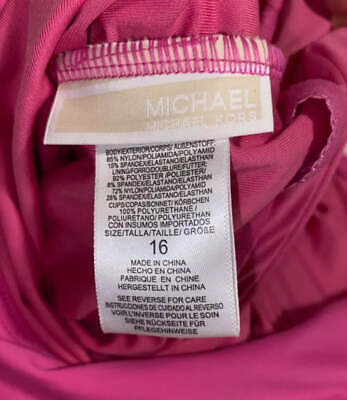 MICHAEL
MICHAEL KORS
BODY/EXTERIOR/CORPS/ AUßENSTOFF:
85% NYLON/POLIAMIDA/POLYAMID
15% SPANDEX/ELASTANO/ELASTHAN
LINING/FORRO/DOUBLURE/FUTTER:
92% POLYESTER /POLIÉSTER/
8% SPANDEX/ELASTANO/ELASTHAN
72% NYLON/POLIAMIDA/POLYAMID
28% SPANDEX/ELASTANO/ELASTHAN
CUPS/COPAS/BONNET/ KÖRBCHEN
100% POLYURETHANE /
POLIURETANO/ POLYURETHAN
CON INSUMOS IMPORTADOS
SIZE/TALLA/TAILLE/ GRÖßE
16
MADE IN CHINA
HECHO EN CHINA
FABRIQUE EN CHINE
HERGESTELLT IN CHINA
SEE REVERSE FOR CARE
INSTRUCCIONES DE CUIDADO AL REVERSO
VOIR L'INVERSE POUR LE SOIN
SIEHE RÜCKSEITE FÜR
PFLEGEHINWEISE